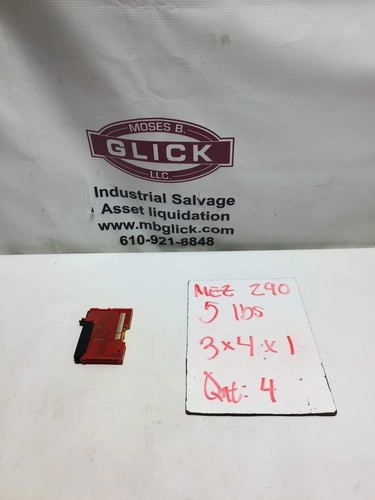 MOSES B.
GLICK
LLC.
Industrial Salvage
Asset liquidation
www.mbglick.com
610-921-8848
MEZ 290
5 lbs
3x4x1
Qnt: 4